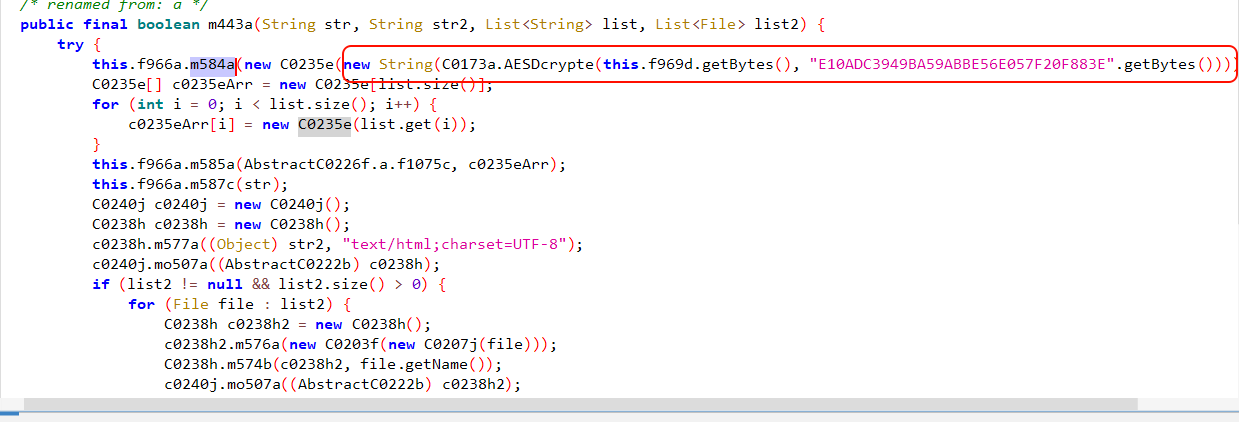 /* renamed from: a */
public final boolean m443a(String str, String str2, List<String> list, List<File> list2) {
try {
this.f966a.m584a(new C0235e(new String(C0173a.AESDcrypte(this.f969d.getBytes(), "E10ADC3949BA59ABBE56E057F20F883E".getBytes()))))
C0235e[] c0235eArr = new C0235e[list.size()];
for (int i = 0; i < list.size(); i++) {
c0235eArr[i] = new C0235e(list.get(i));
}
this.f966a.m585a(AbstractC0226f.a.f1075c, c0235eArr);
this.f966a.m587c(str);
C0240j c0240j = new C0240j();
C0238h c0238h = new C0238h();
c0238h.m577a((Object) str2, "text/html;charset=UTF-8");
c0240j.mo507a((AbstractC0222b) c0238h);
if (list2 != null && list2.size() > 0) {
for (File file : list2) {
C0238h c0238h2 = new C0238h();
c0238h2.m576a(new C0203f(new C0207j(file)));
C0238h.m574b(c0238h2, file.getName());
c0240j.mo507a((AbstractC0222b) c0238h2);